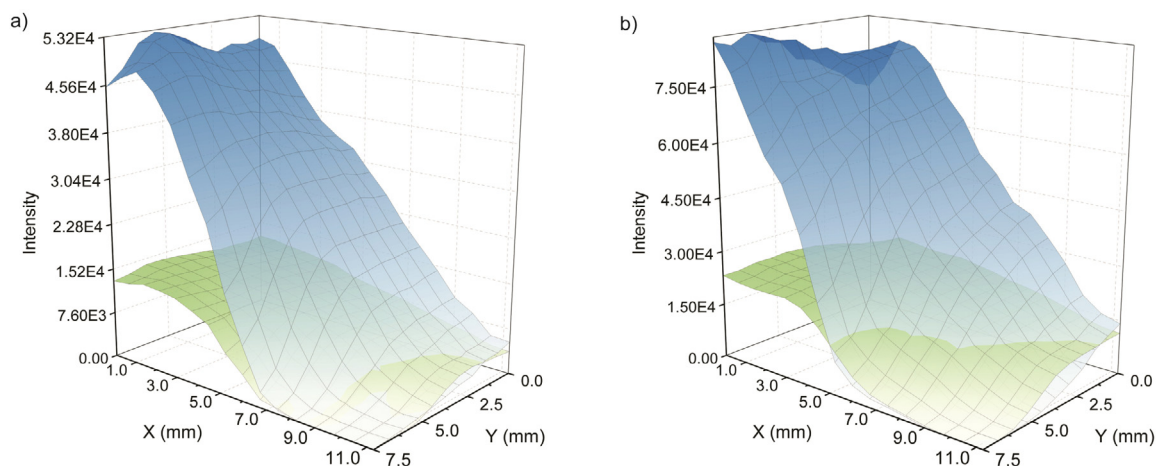 a)
5.32E4
4.56E4
3.80E4
3.04E4
2.28E4
1.52E4
7.60E3
0.00
Intensity
1.0
3.0
5.0
7.0
9.0
11.0
X (mm)
0.0
2.5
5.0
7.5
Y (mm)
b)
7.50E4
6.00E4
4.50E4
3.00E4
1.50E4
0.00
Intensity
1.0
3.0
5.0
7.0
9.0
11.0
X (mm)
0.0
2.5
5.0
7.5
Y (mm)